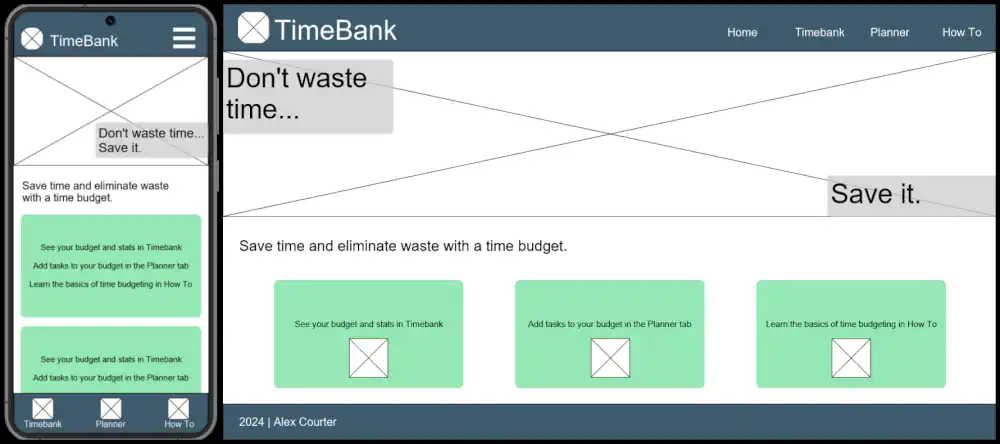 TimeBank
Don't waste time...
Save it.
Save time and eliminate waste
with a time budget.
See your budget and stats in Timebank
Add tasks to your budget in the Planner tab
Learn the basics of time budgeting in How To
See your budget and stats in Timebank
Add tasks to your budget in the Planner tab
Timebank Planner How To
TimeBank
Home Timebank Planner How To
Don't waste
time...
Save it.
Save time and eliminate waste with a time budget.
See your budget and stats in Timebank
Add tasks to your budget in the Planner tab
Learn the basics of time budgeting in How To
2024 | Alex Courter